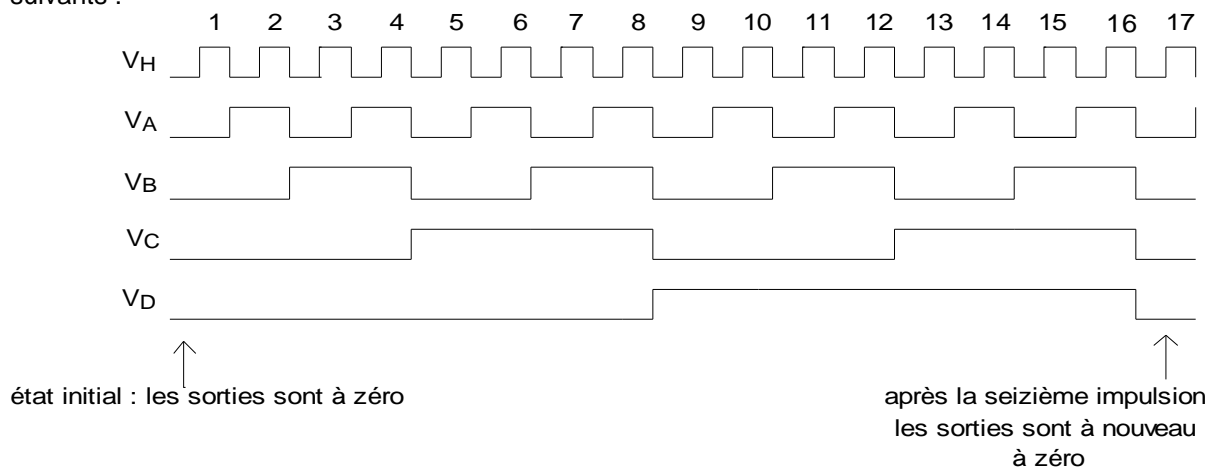 suivants :
1 2 3 4 5 6 7 8 9 10 11 12 13 14 15 16 17
VH
VA
VB
VC
VD
état initial : les sorties sont à zéro
après la seizième impulsion
les sorties sont à nouveau
à zéro